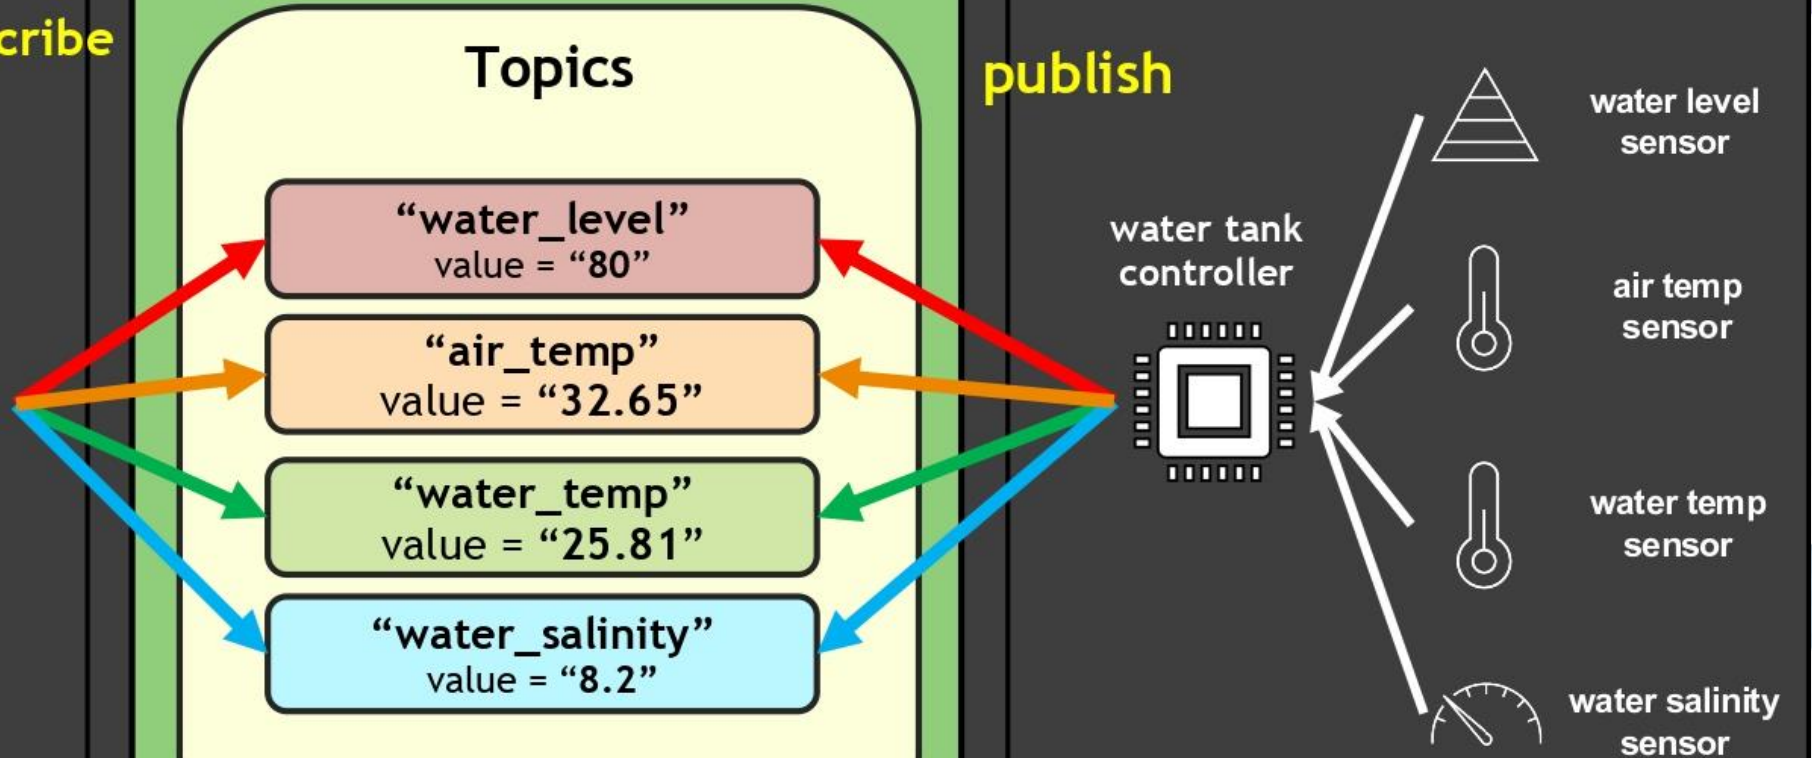 cribe
Topics
publish
“water_level”
value = “80”
“air_temp”
value = “32.65”
“water_temp”
value = “25.81”
“water_salinity”
value = “8.2”
water tank
controller
water level
sensor
air temp
sensor
water temp
sensor
water salinity
sensor